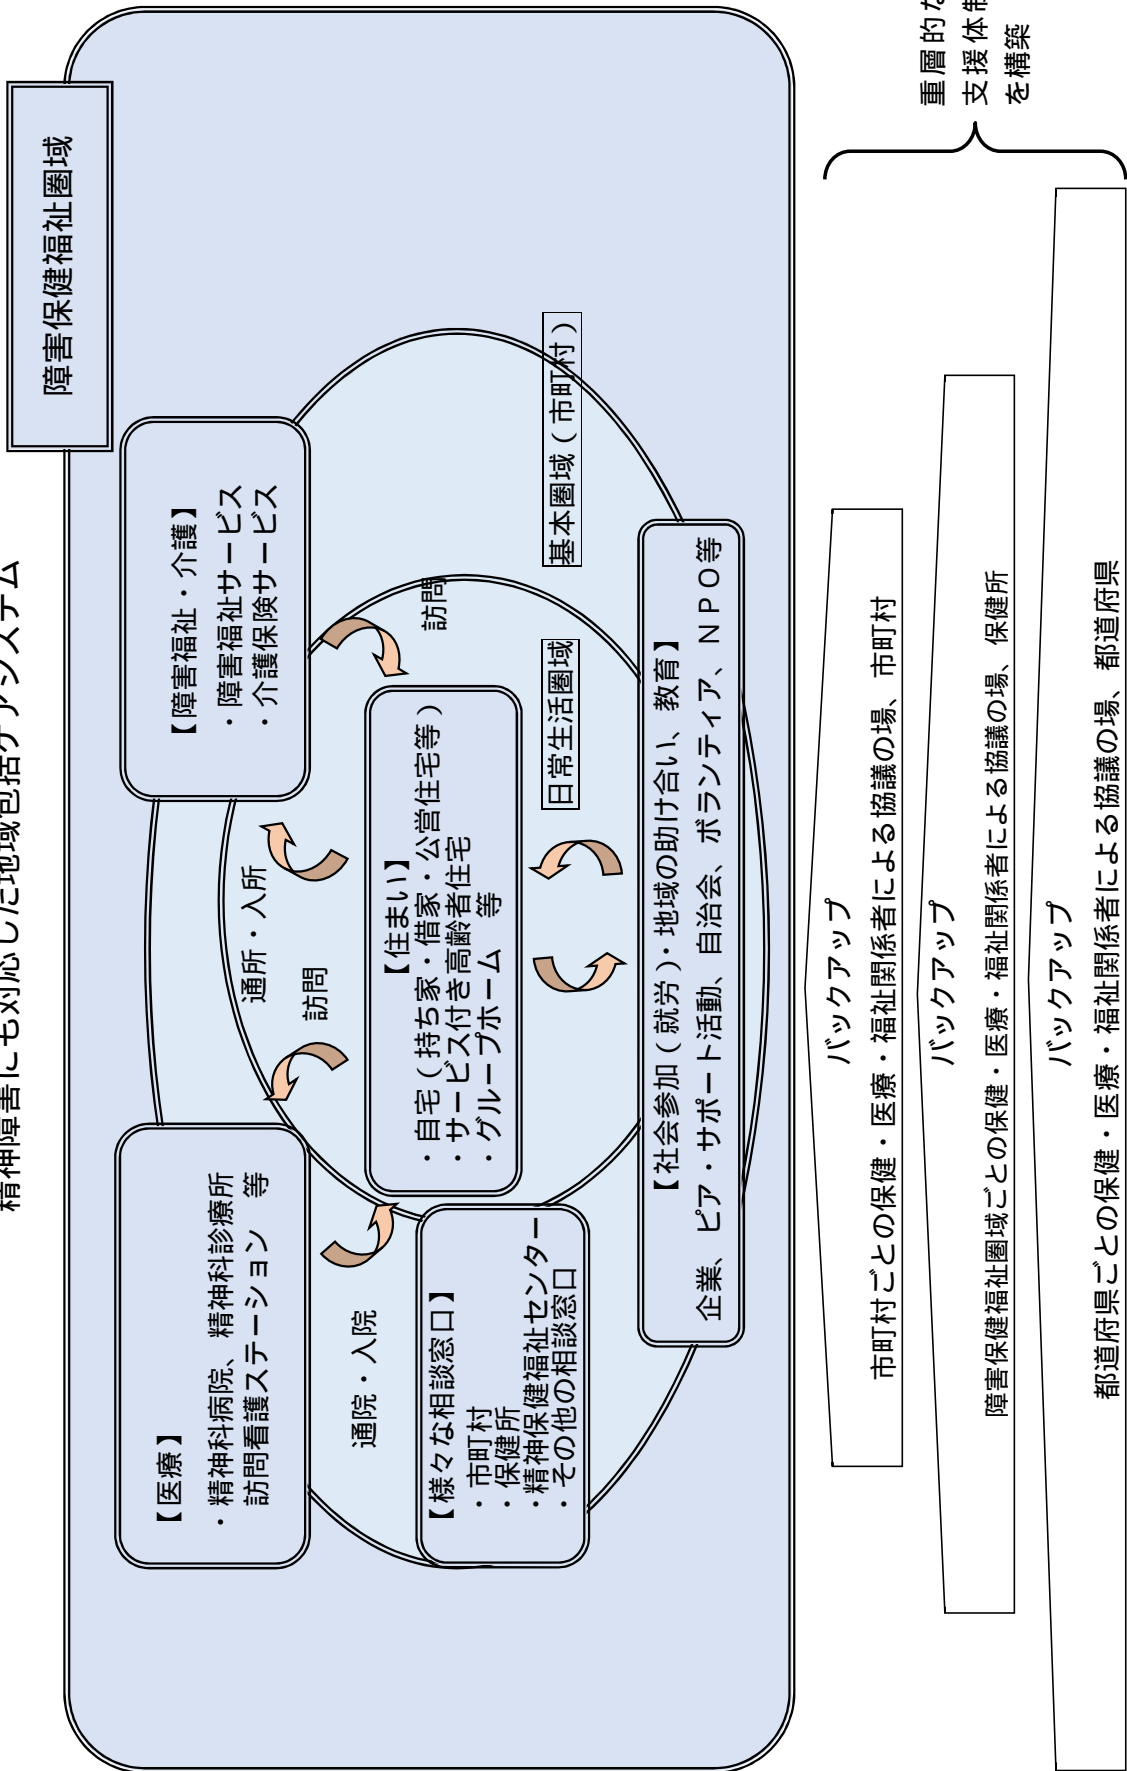 精神障害にも対応した地域包括ケアシステム
障害保健福祉圏域
【医療】
・精神科病院、精神科診療所
訪問看護ステーション 等
【障害福祉・介護】
・障害福祉サービス
・介護保険サービス
通所・入所
訪問
通院・入院
訪問
【住まい】
・自宅（持ち家・借家・公営住宅等）
・サービス付き高齢者住宅
・グループホーム 等
【様々な相談窓口】
・市町村
・保健所
・精神保健福祉センター
・その他の相談窓口
日常生活圏域
基本圏域（市町村）
【社会参加（就労）・地域の助け合い、教育】
企業、ピア・サポート活動、自治会、ボランティア、ＮＰＯ等
バックアップ
市町村ごとの保健・医療・福祉関係者による協議の場、市町村
バックアップ
障害保健福祉圏域ごとの保健・医療・福祉関係者による協議の場、保健所
バックアップ
都道府県ごとの保健・医療・福祉関係者による協議の場、都道府県
重層的な
支援体制
を構築